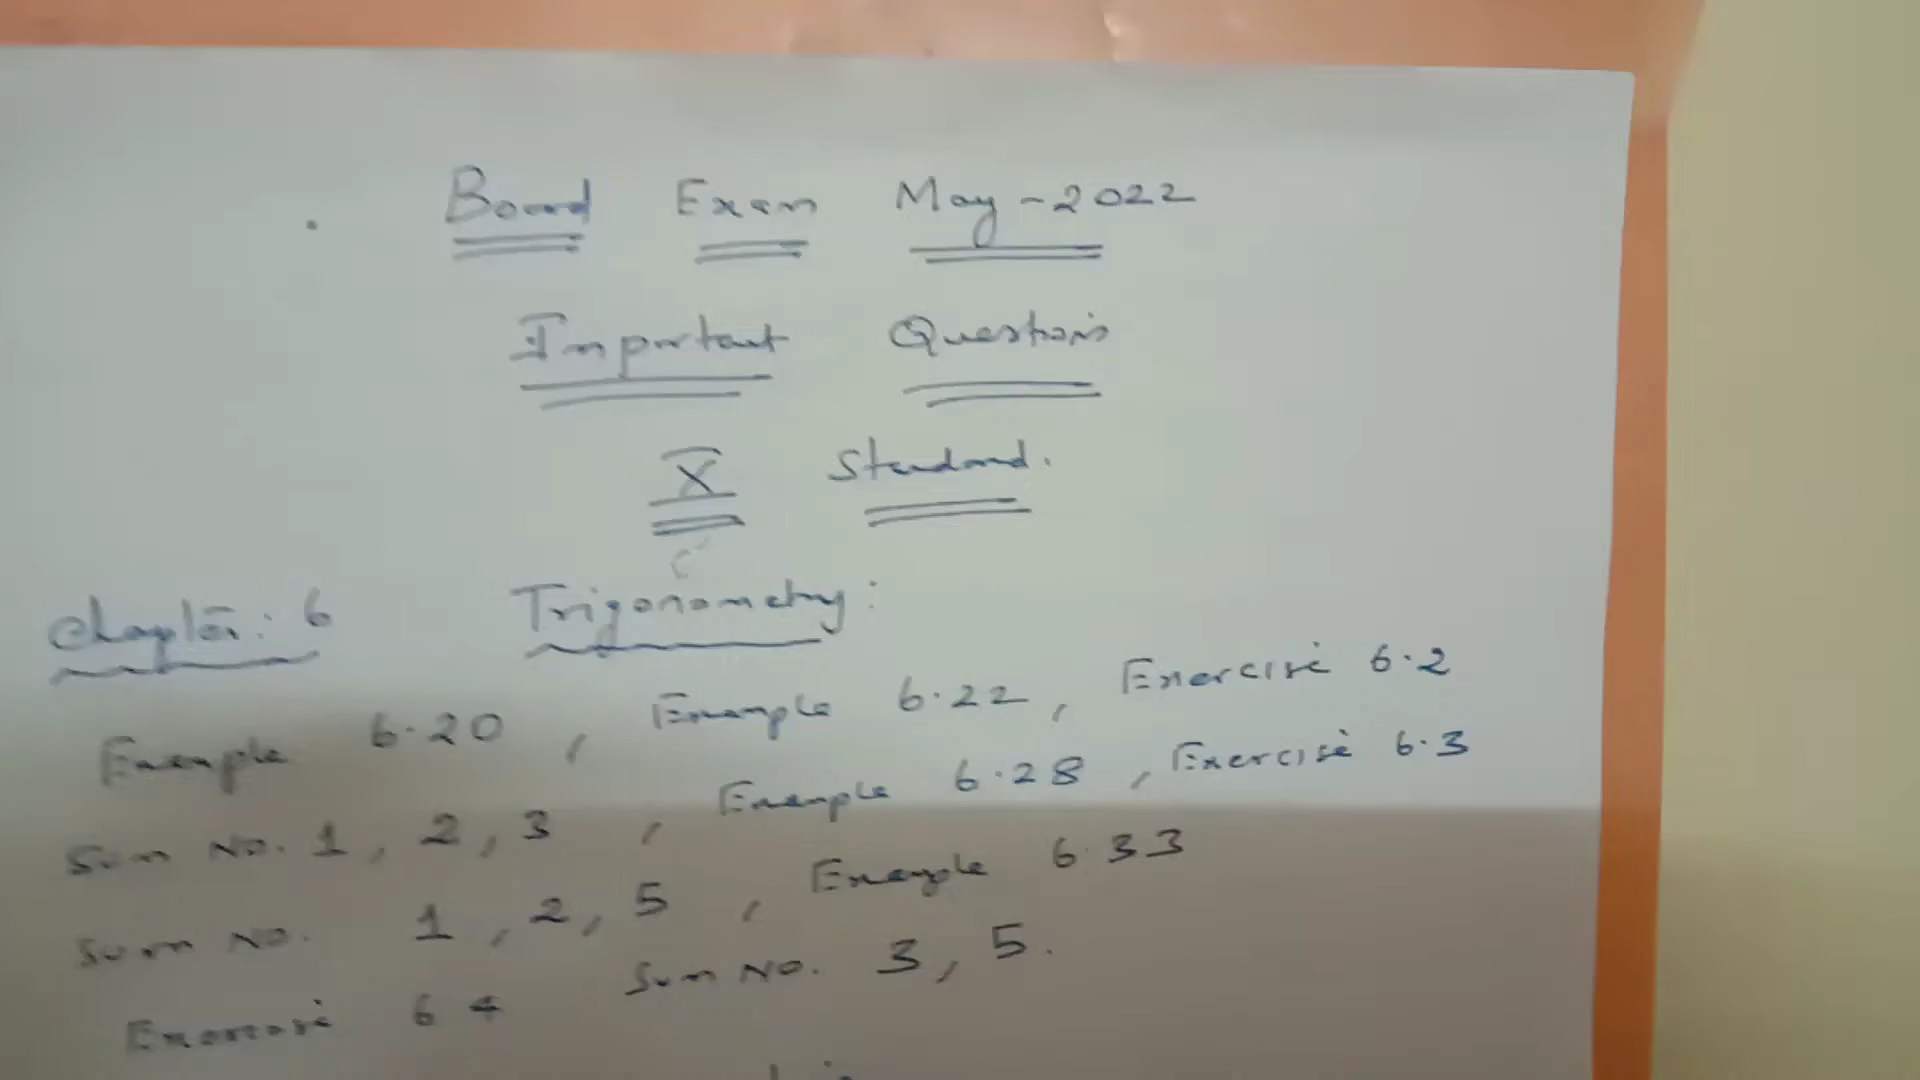 Board Exam May-2022
Important Questions
X Standard.
Chapter: 6 Trigonometry:
Example 6.20, Example 6.22, Exercise 6.2
Sum No. 1, 2, 3, Example 6.28, Exercise 6.3
Sum No. 1, 2, 5, Example 6.33
Exercise 6.4 Sum No. 3, 5.